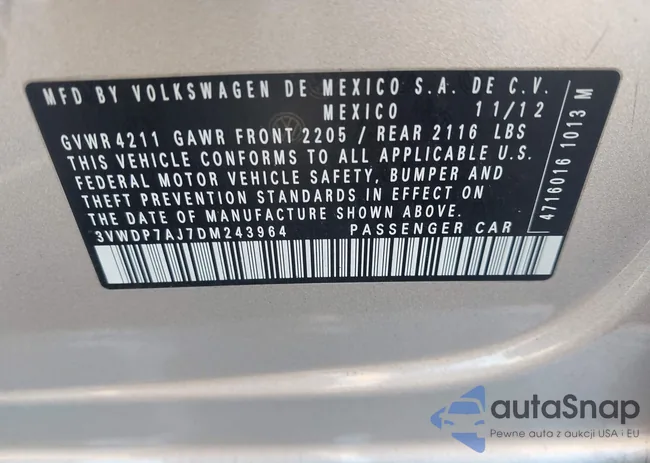 MFD BY VOLKSWAGEN DE MEXICO S.A. DE C.V.
MEXICO 11/12
GVWR 4211 GAWR FRONT 2205 / REAR 2116 LBS
THIS VEHICLE CONFORMS TO ALL APPLICABLE U.S.
FEDERAL MOTOR VEHICLE SAFETY, BUMPER AND
THEFT PREVENTION STANDARDS IN EFFECT ON
THE DATE OF MANUFACTURE SHOWN ABOVE.
3VWDP7AJ7DM243964 PASSENGER CAR
4716016 1013 M
autaSnap
Pewne auta z aukcji USA i EU